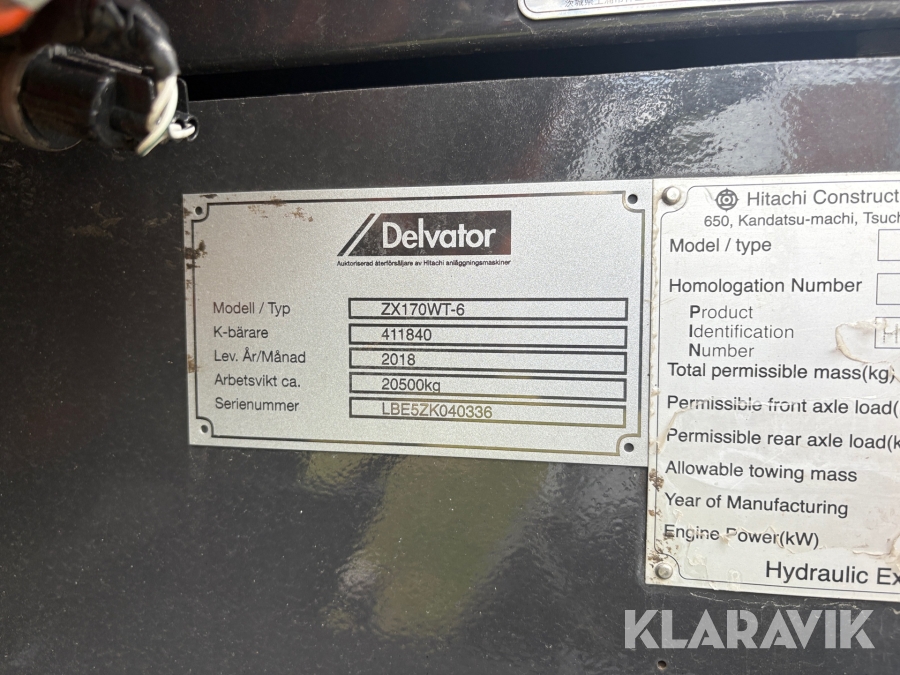 Delvator
Auktoriserad återförsäljare av Hitachi anläggningsmaskiner
Modell / Typ ZX170WT-6
K-bärare 411840
Lev. År/Månad 2018
Arbetsvikt ca. 20500kg
Serienummer LBE5ZK040336
Hitachi Construct
650, Kandatsu-machi, Tsuch
Model / type
Homologation Number
Product
Identification H
Number
Total permissible mass(kg)
Permissible front axle load(
Permissible rear axle load(k
Allowable towing mass
Year of Manufacturing
Engine Power(kW)
Hydraulic Ex
KLARAVIK